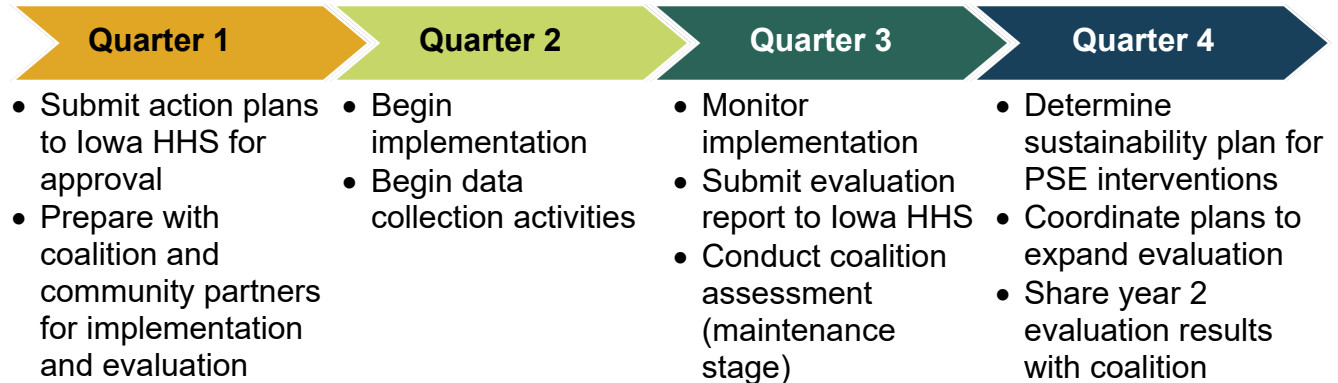 Quarter 1
• Submit action plans
to Iowa HHS for
approval
• Prepare with
coalition and
community partners
for implementation
and evaluation
Quarter 2
• Begin
implementation
• Begin data
collection activities
Quarter 3
• Monitor
implementation
• Submit evaluation
report to Iowa HHS
• Conduct coalition
assessment
(maintenance
stage)
Quarter 4
• Determine
sustainability plan for
PSE interventions
• Coordinate plans to
expand evaluation
• Share year 2
evaluation results
with coalition